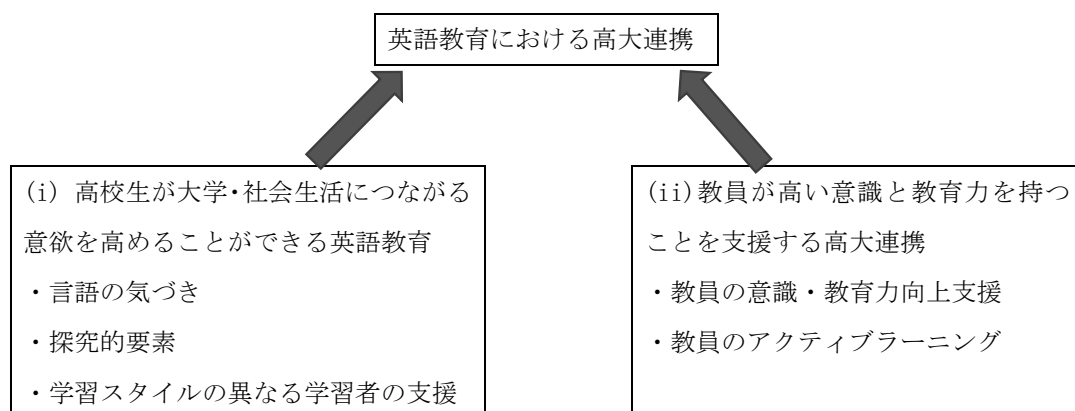 英語教育における高大連携
(i) 高校生が大学・社会生活につながる
意欲を高めることができる英語教育
・言語の気づき
・探究的要素
・学習スタイルの異なる学習者の支援
(ii)教員が高い意識と教育力を持つ
ことを支援する高大連携
・教員の意識・教育力向上支援
・教員のアクティブラーニング